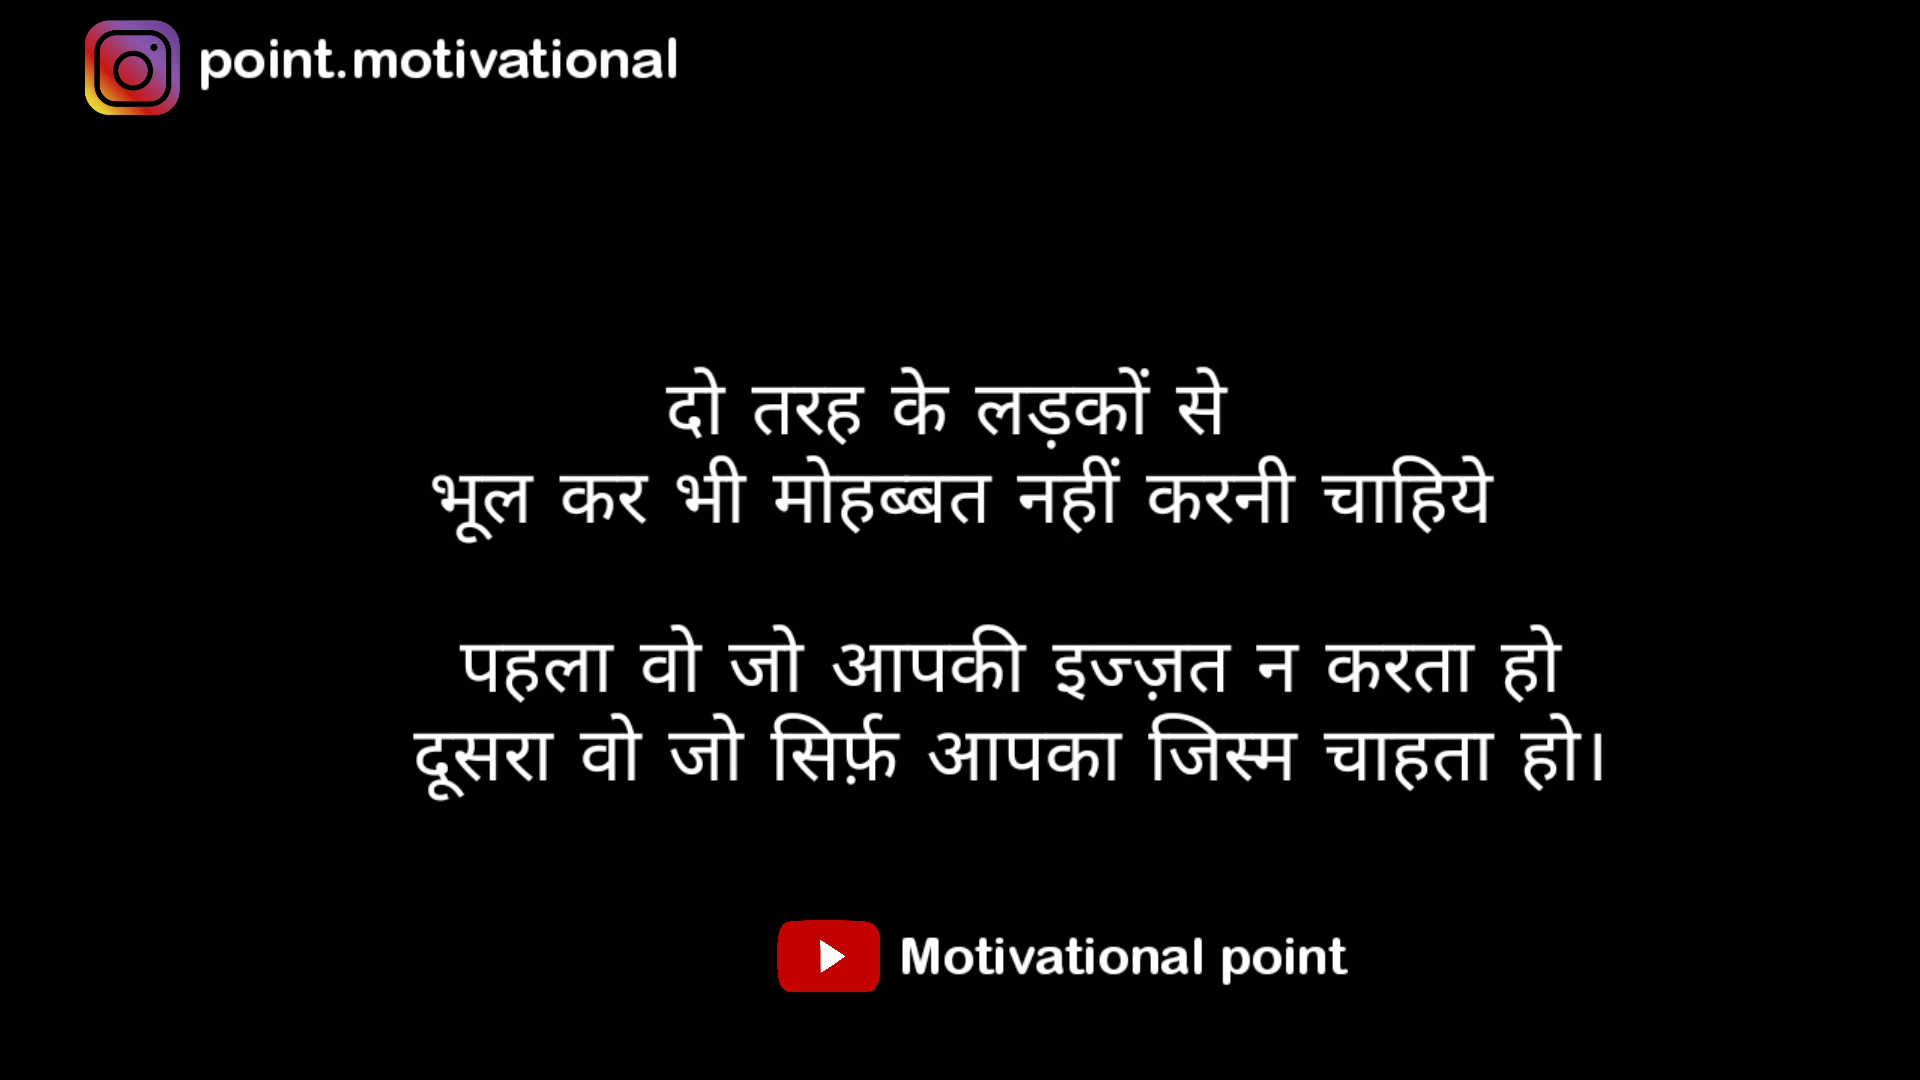 point.motivational
दो तरह के लड़कों से
भूल कर भी मोहब्बत नहीं करनी चाहिये
पहला वो जो आपकी इज्ज़त न करता हो
दूसरा वो जो सिर्फ़ आपका जिस्म चाहता हो।
Motivational point